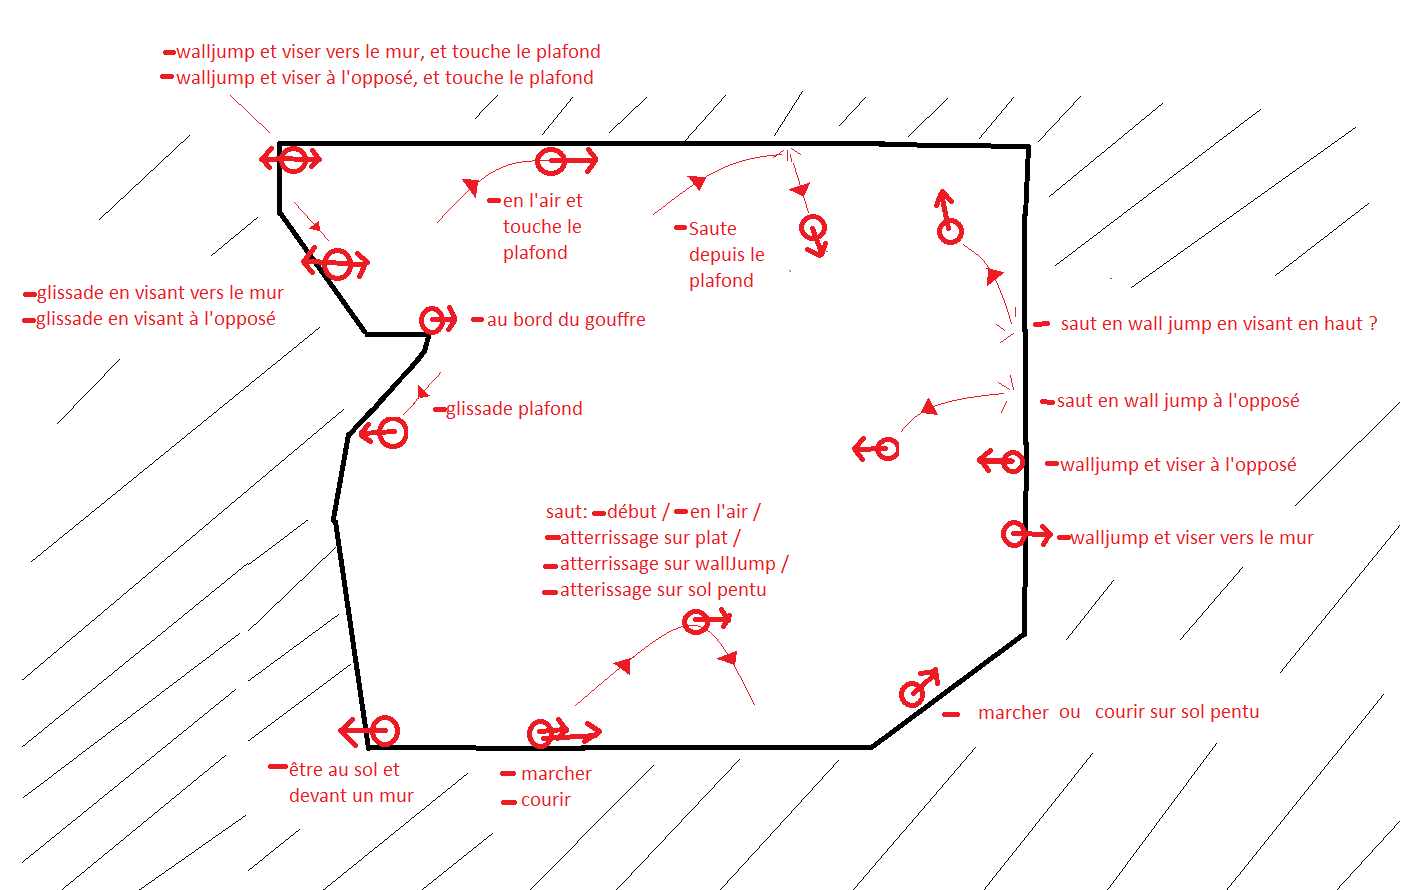 walljump et viser vers le mur, et touche le plafond
walljump et viser à l'opposé, et touche le plafond
en l'air et
touche le
plafond
Saute
depuis le
plafond
glissade en visant vers le mur
glissade en visant à l'opposé
au bord du gouffre
saut en wall jump en visant en haut ?
glissade plafond
saut en wall jump à l'opposé
walljump et viser à l'opposé
saut: début / en l'air /
atterrissage sur plat /
atterrissage sur wallJump /
atterissage sur sol pentu
walljump et viser vers le mur
marcher ou courir sur sol pentu
être au sol et
devant un mur
marcher
courir